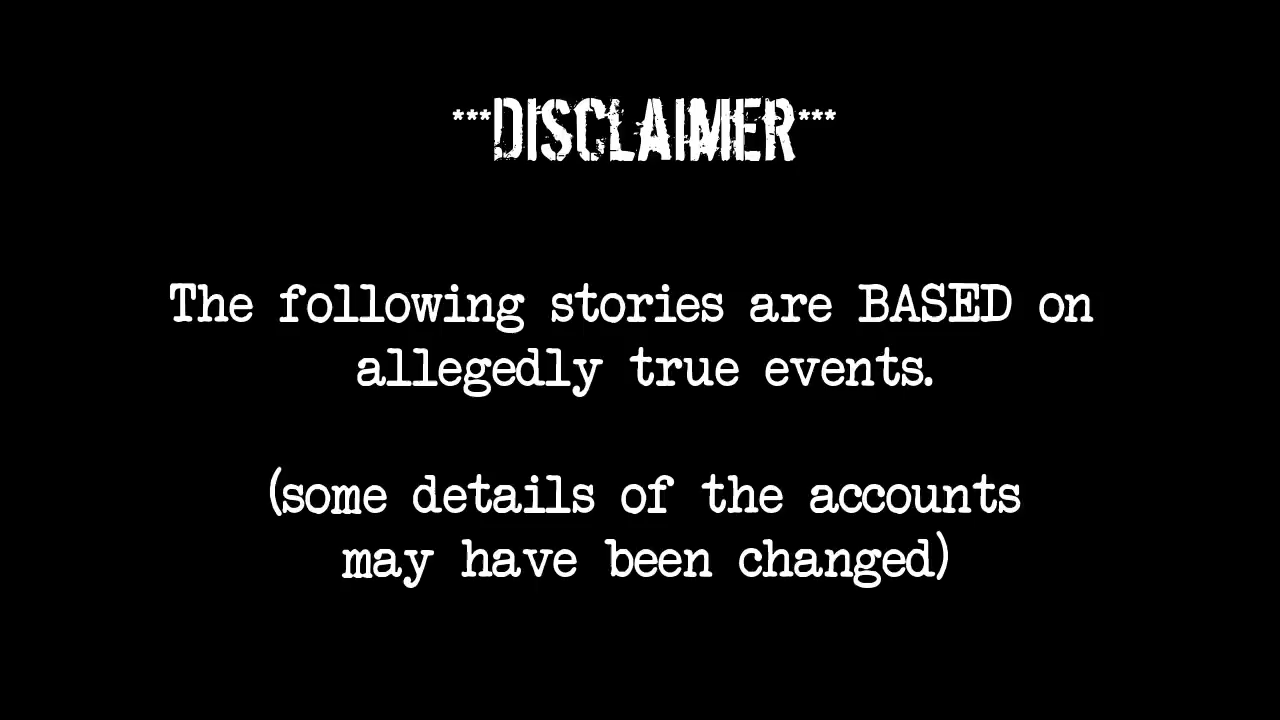 ***DISCLAIMER***
The following stories are BASED on
allegedly true events.
(some details of the accounts
may have been changed)